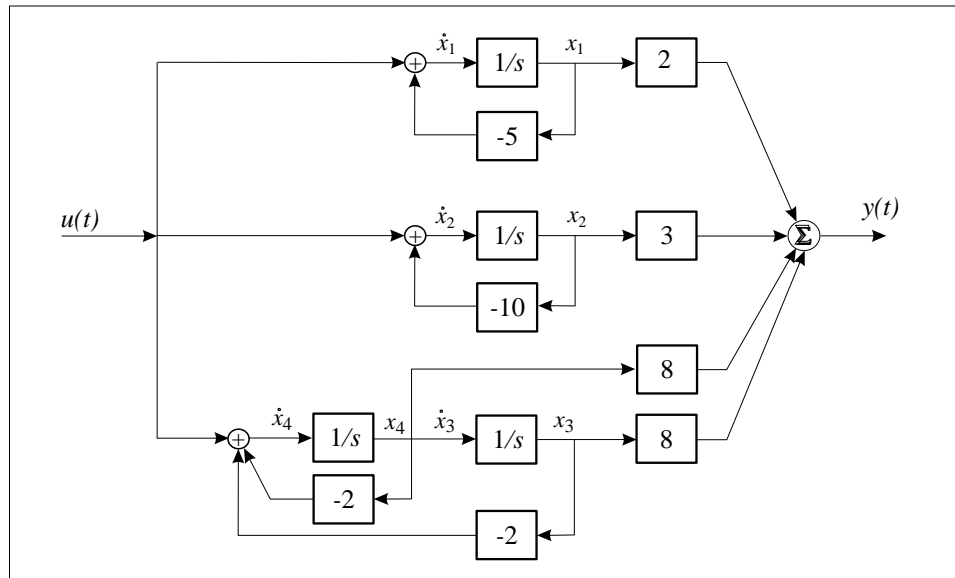 ẋ₁ 1/s x₁ 2
-5
u(t) ẋ₂ 1/s x₂ 3 Σ y(t)
-10
8
ẋ₄ 1/s x₄ ẋ₃ 1/s x₃ 8
-2
-2